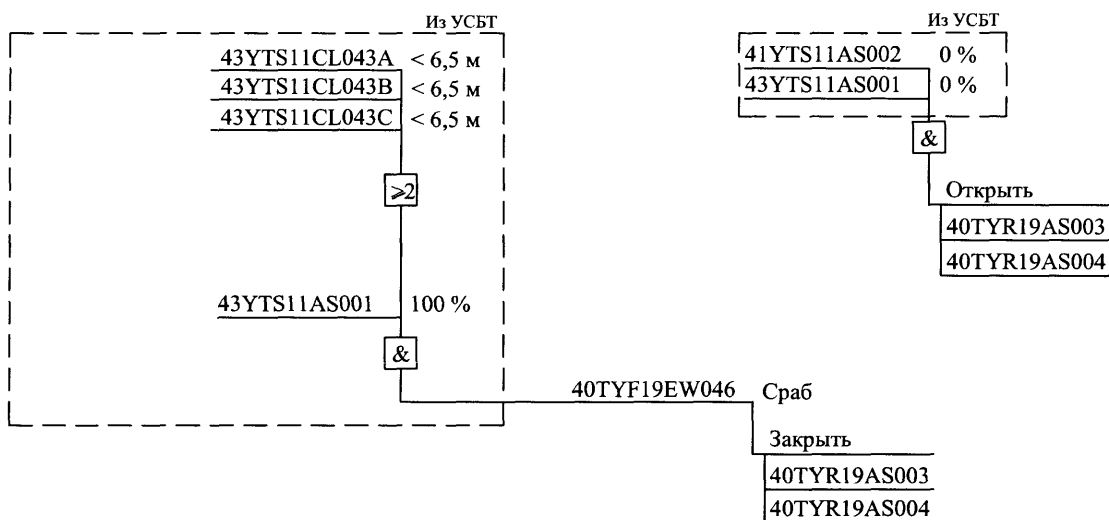 Из УСБТ
43YTS11CL043A < 6,5 м
43YTS11CL043B < 6,5 м
43YTS11CL043C < 6,5 м
⩾2
43YTS11AS001 100 %
&
40TYF19EW046 Сраб
Закрыть
40TYR19AS003
40TYR19AS004
Из УСБТ
41YTS11AS002 0 %
43YTS11AS001 0 %
&
Открыть
40TYR19AS003
40TYR19AS004